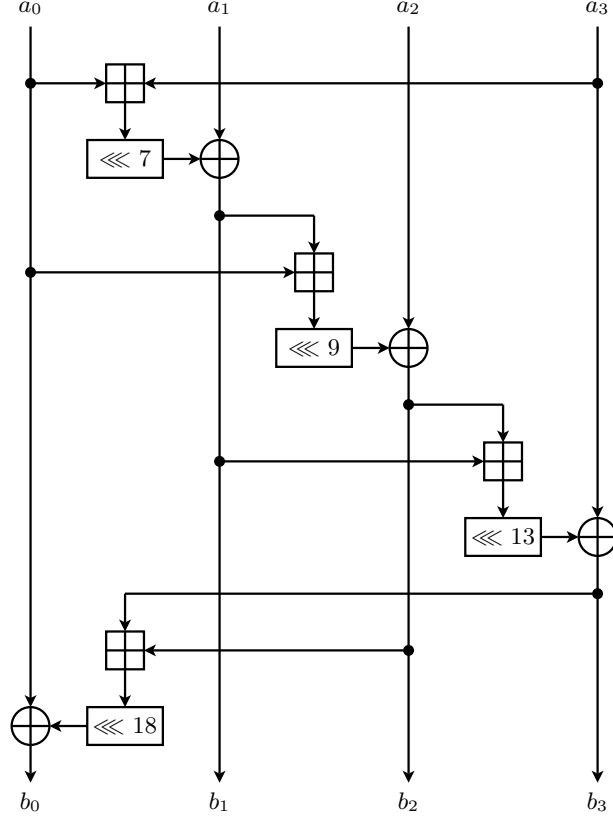 a₀ a₁ a₂ a₃
⋘ 7
⋘ 9
⋘ 13
⋘ 18
b₀ b₁ b₂ b₃